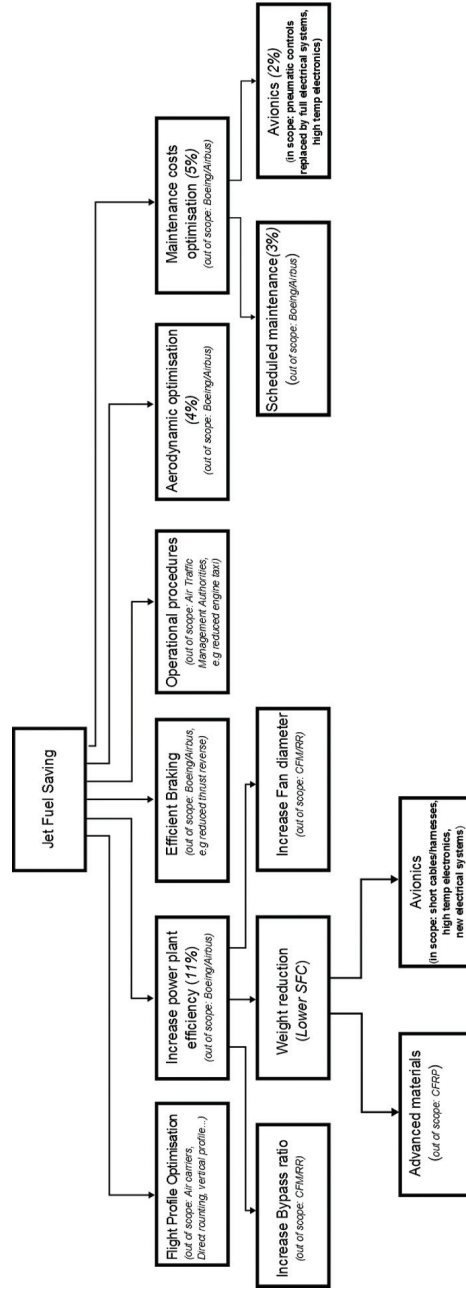 Jet Fuel Saving
Flight Profile Optimisation
(out of scope: Air carriers,
Direct rounting, vertical profile...)
Increase power plant
efficiency (11%)
(out of scope: Boeing/Airbus)
Efficient Braking
(out of scope: Boeing/Airbus,
e.g reduced thrust reverse)
Operational procedures
(out of scope: Air Traffic
Management Authorities,
e.g reduced engine taxi)
Aerodynamic optimisation
(4%)
(out of scope: Boeing/Airbus)
Maintenance costs
optimisation (5%)
(out of scope: Boeing/Airbus)
Increase Bypass ratio
(out of scope: CFM/RR)
Weight reduction
(Lower SFC)
Increase Fan diameter
(out of scope: CFM/RR)
Scheduled maintenance(3%)
(out of scope: Boeing/Airbus)
Avionics (2%)
(in scope: pneumatic controls
replaced by full electrical systems,
high temp electronics)
Advanced materials
(out of scope: CFRP)
Avionics
(in scope: short cables/harnesses,
high temp electronics,
new electrical systems)